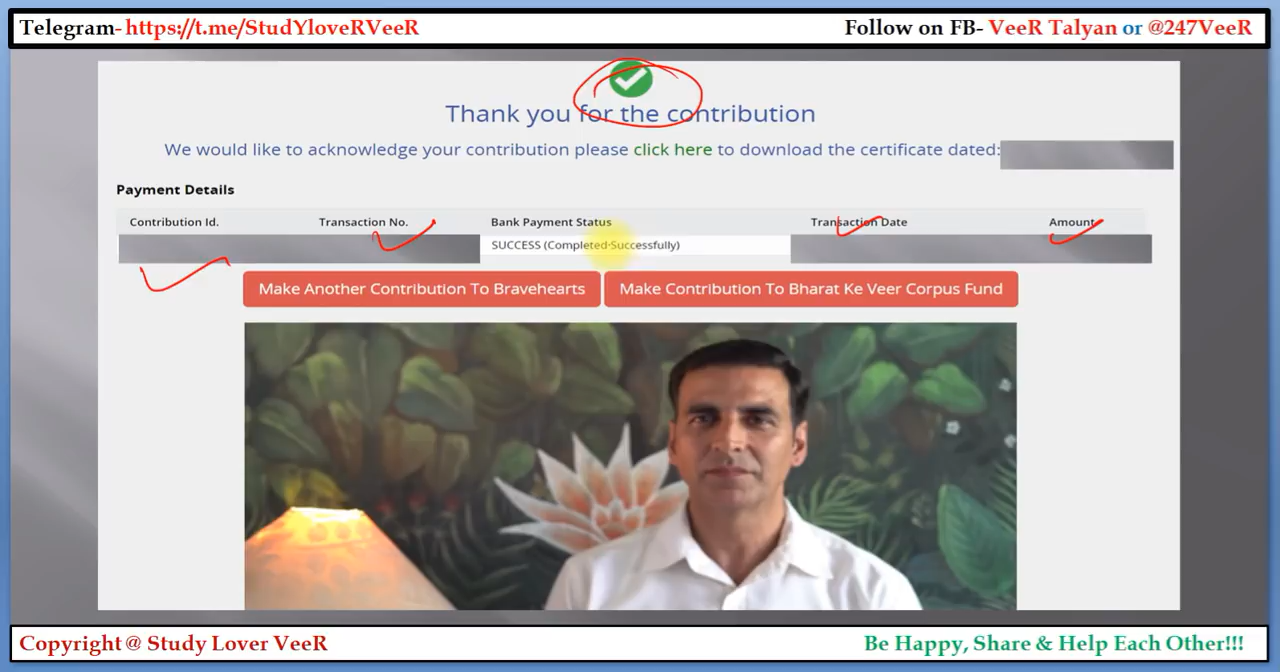 Telegram- https://t.me/StudYloveRVeeR
Follow on FB- VeeR Talyan or @247VeeR
Thank you for the contribution
We would like to acknowledge your contribution please click here to download the certificate dated:
Payment Details
Contribution Id. Transaction No. Bank Payment Status Transaction Date Amount
SUCCESS (Completed Successfully)
Make Another Contribution To Bravehearts Make Contribution To Bharat Ke Veer Corpus Fund
Copyright @ Study Lover VeeR
Be Happy, Share & Help Each Other!!!